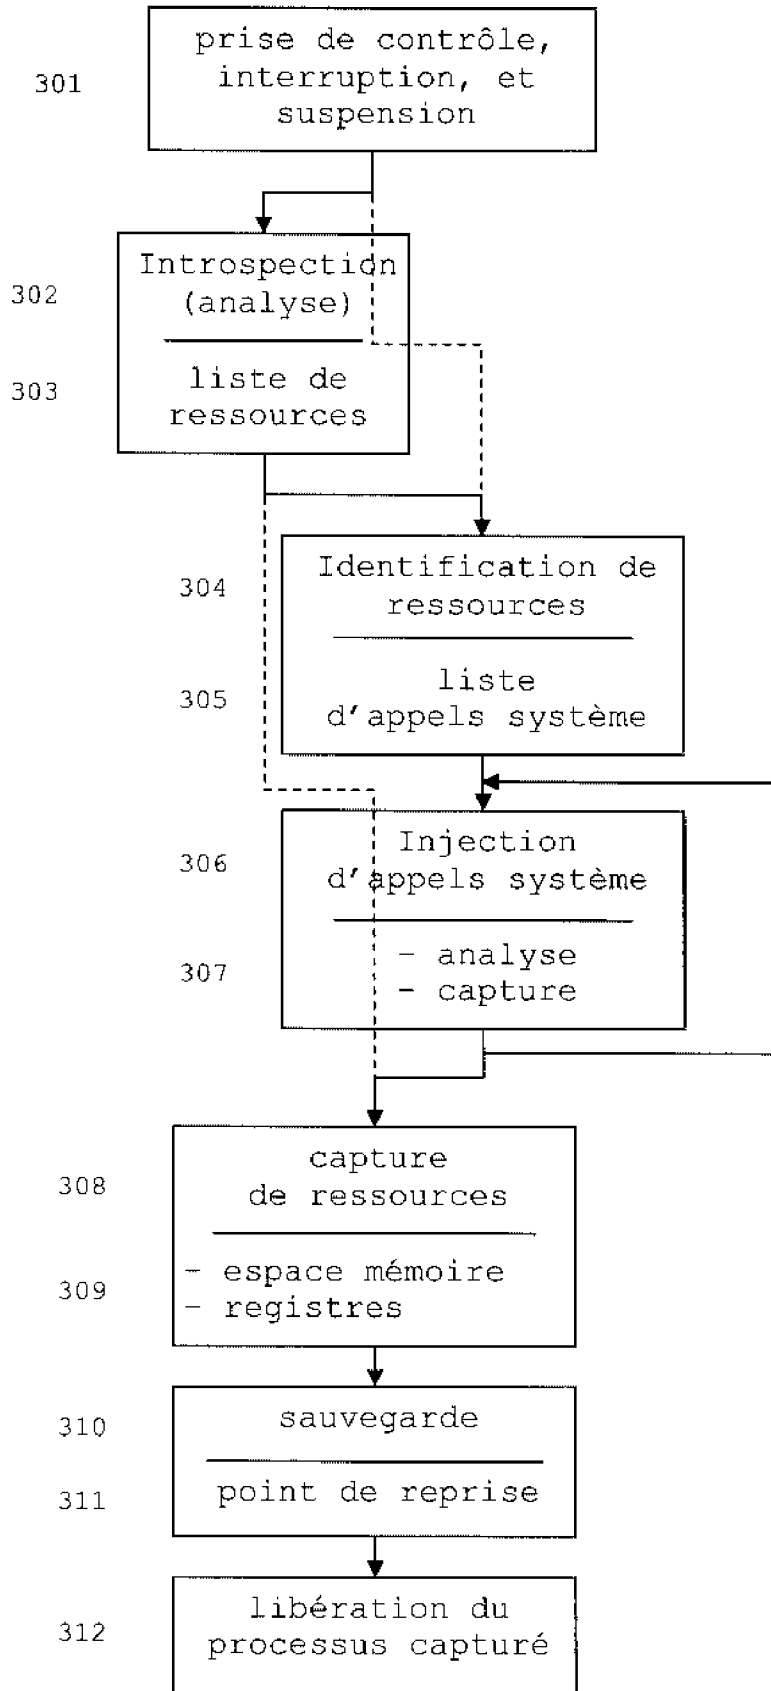 prise de contrôle,
301
interruption, et
suspension
Introspection
302
(analyse)
303
liste de
ressources
Identification de
304
ressources
liste
305
d'appels système
Injection
306
d'appels système
- analyse
307
- capture
capture
308
de ressources
- espace mémoire
309
- registres
310
sauvegarde
311
point de reprise
libération du
312
processus capturé